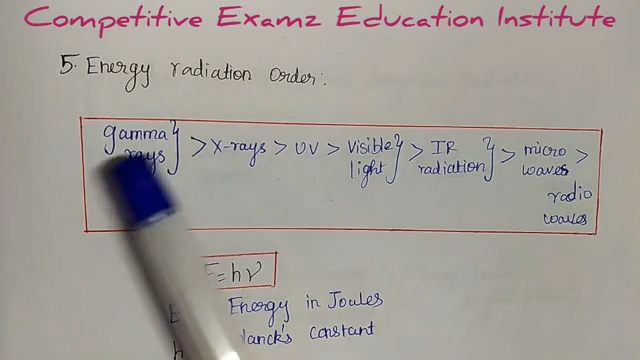 Competitive Examz Education Institute
5. Energy radiation Order:
gamma rays } > X-rays > UV > Visible light } > IR radiation } > micro waves > radio waves
E = hν
E Energy in Joules
h Planck's constant